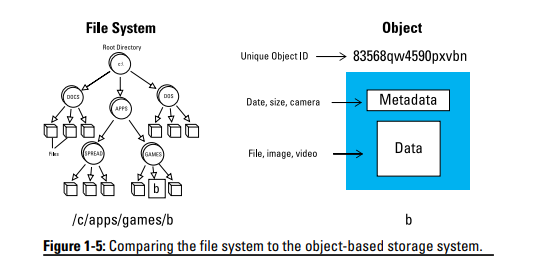 File System
Root Directory
c:\
DOCS
APPS
DOS
Files
SPREAD
GAMES
b
/c/apps/games/b
Object
Unique Object ID
83568qw4590pxvbn
Date, size, camera
Metadata
File, image, video
Data
b
Figure 1-5: Comparing the file system to the object-based storage system.